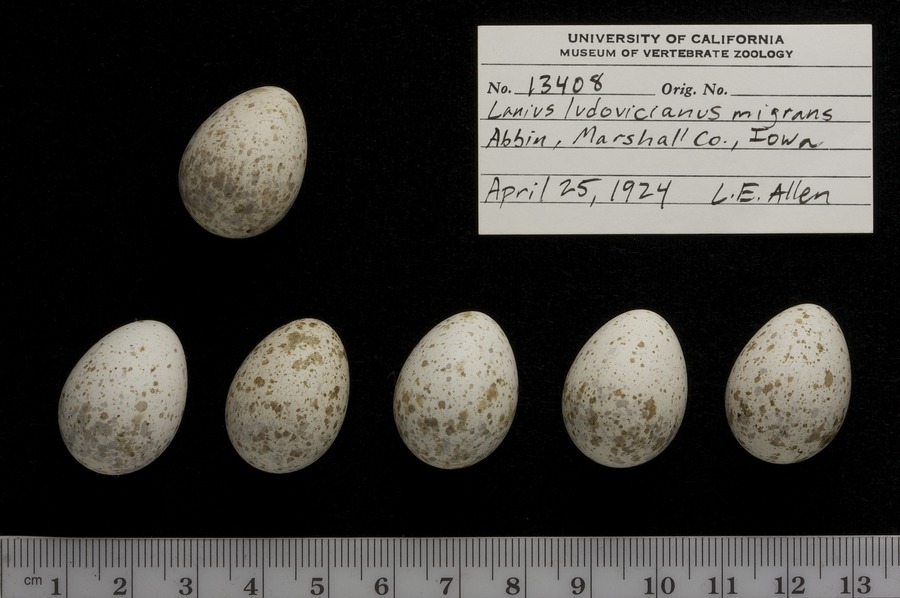 UNIVERSITY OF CALIFORNIA
MUSEUM OF VERTEBRATE ZOOLOGY
No. 13408 Orig. No.
Lanius ludovicianus migrans
Abbin, Marshall Co., Iowa
April 25, 1924 L.E. Allen
cm 1 2 3 4 5 6 7 8 9 10 11 12 13